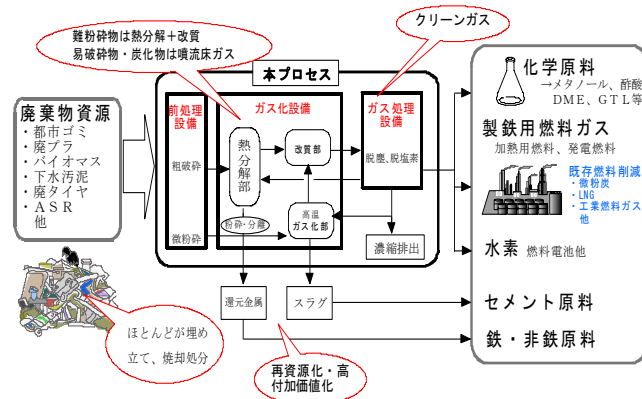 難粉砕物は熱分解＋改質
易破砕物・炭化物は噴流床ガス
クリーンガス
本プロセス
廃棄物資源
・都市ゴミ
・廃プラ
・バイオマス
・下水汚泥
・廃タイヤ
・ＡＳＲ
他
前処理
設備
粗破砕
微粉砕
ガス化設備
熱分解部
改質部
粉砕・分離
高温
ガス化部
ガス処理
設備
脱塵、脱塩素
濃縮排出
還元金属
スラグ
ほとんどが埋め
立て、焼却処分
再資源化・高
付加価値化
化学原料
→メタノール、酢酸
DME、ＧＴＬ等
製鉄用燃料ガス
加熱用燃料、発電燃料
既存燃料削減
・微粉炭
・LNG
・工業燃料ガス
他
水素 燃料電池他
セメント原料
鉄・非鉄原料